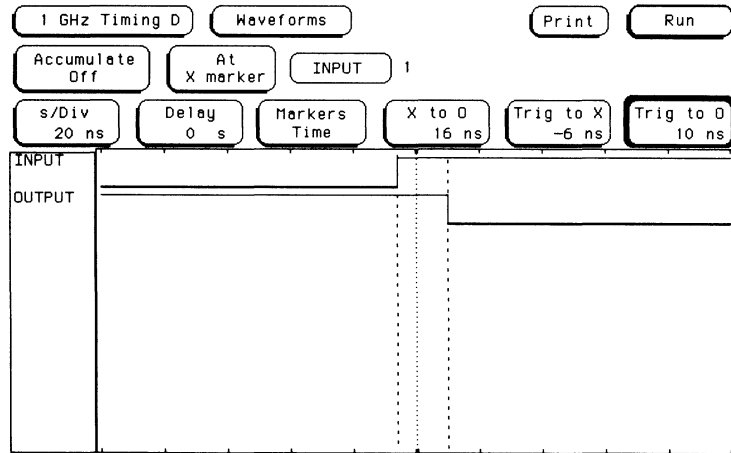 1 GHz Timing D Waveforms Print Run
Accumulate Off At X marker INPUT 1
s/Div 20 ns Delay 0 s Markers Time X to O 16 ns Trig to X -6 ns Trig to O 10 ns
INPUT
OUTPUT